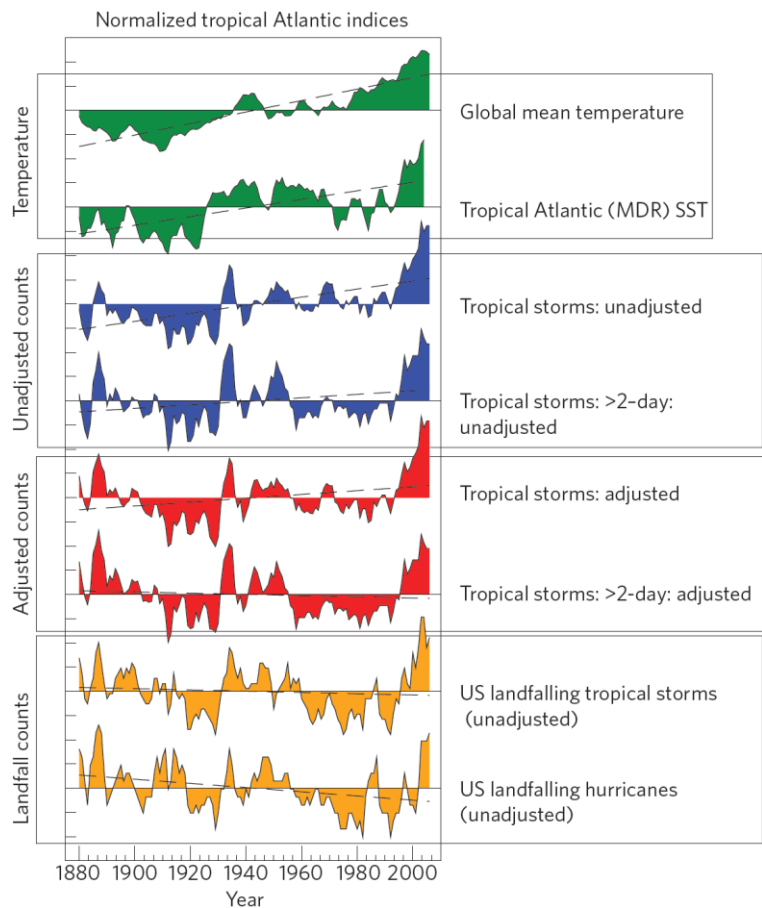 Normalized tropical Atlantic indices
Temperature
Global mean temperature
Tropical Atlantic (MDR) SST
Unadjusted counts
Tropical storms: unadjusted
Tropical storms: >2-day:
unadjusted
Adjusted counts
Tropical storms: adjusted
Tropical storms: >2-day: adjusted
Landfall counts
US landfalling tropical storms
(unadjusted)
US landfalling hurricanes
(unadjusted)
1880 1900 1920 1940 1960 1980 2000
Year